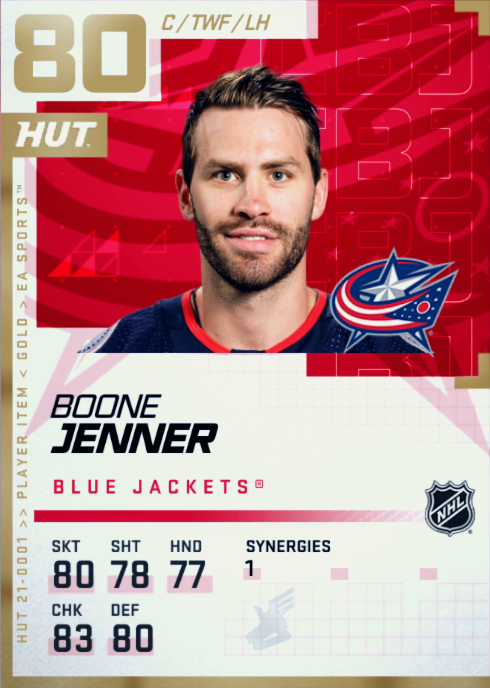 80
C / TWF / LH
HUT
HUT 21-0001 >> PLAYER ITEM < GOLD > EA SPORTS™
CBJ
BOONE
JENNER
BLUE JACKETS®
NHL
SKT SHT HND SYNERGIES
80 78 77 1
CHK DEF
83 80